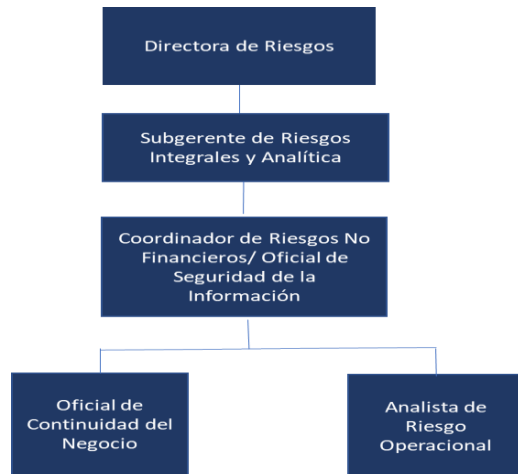 Directora de Riesgos
Subgerente de Riesgos
Integrales y Analítica
Coordinador de Riesgos No
Financieros/ Oficial de
Seguridad de la
Información
Oficial de
Continuidad del
Negocio
Analista de
Riesgo
Operacional